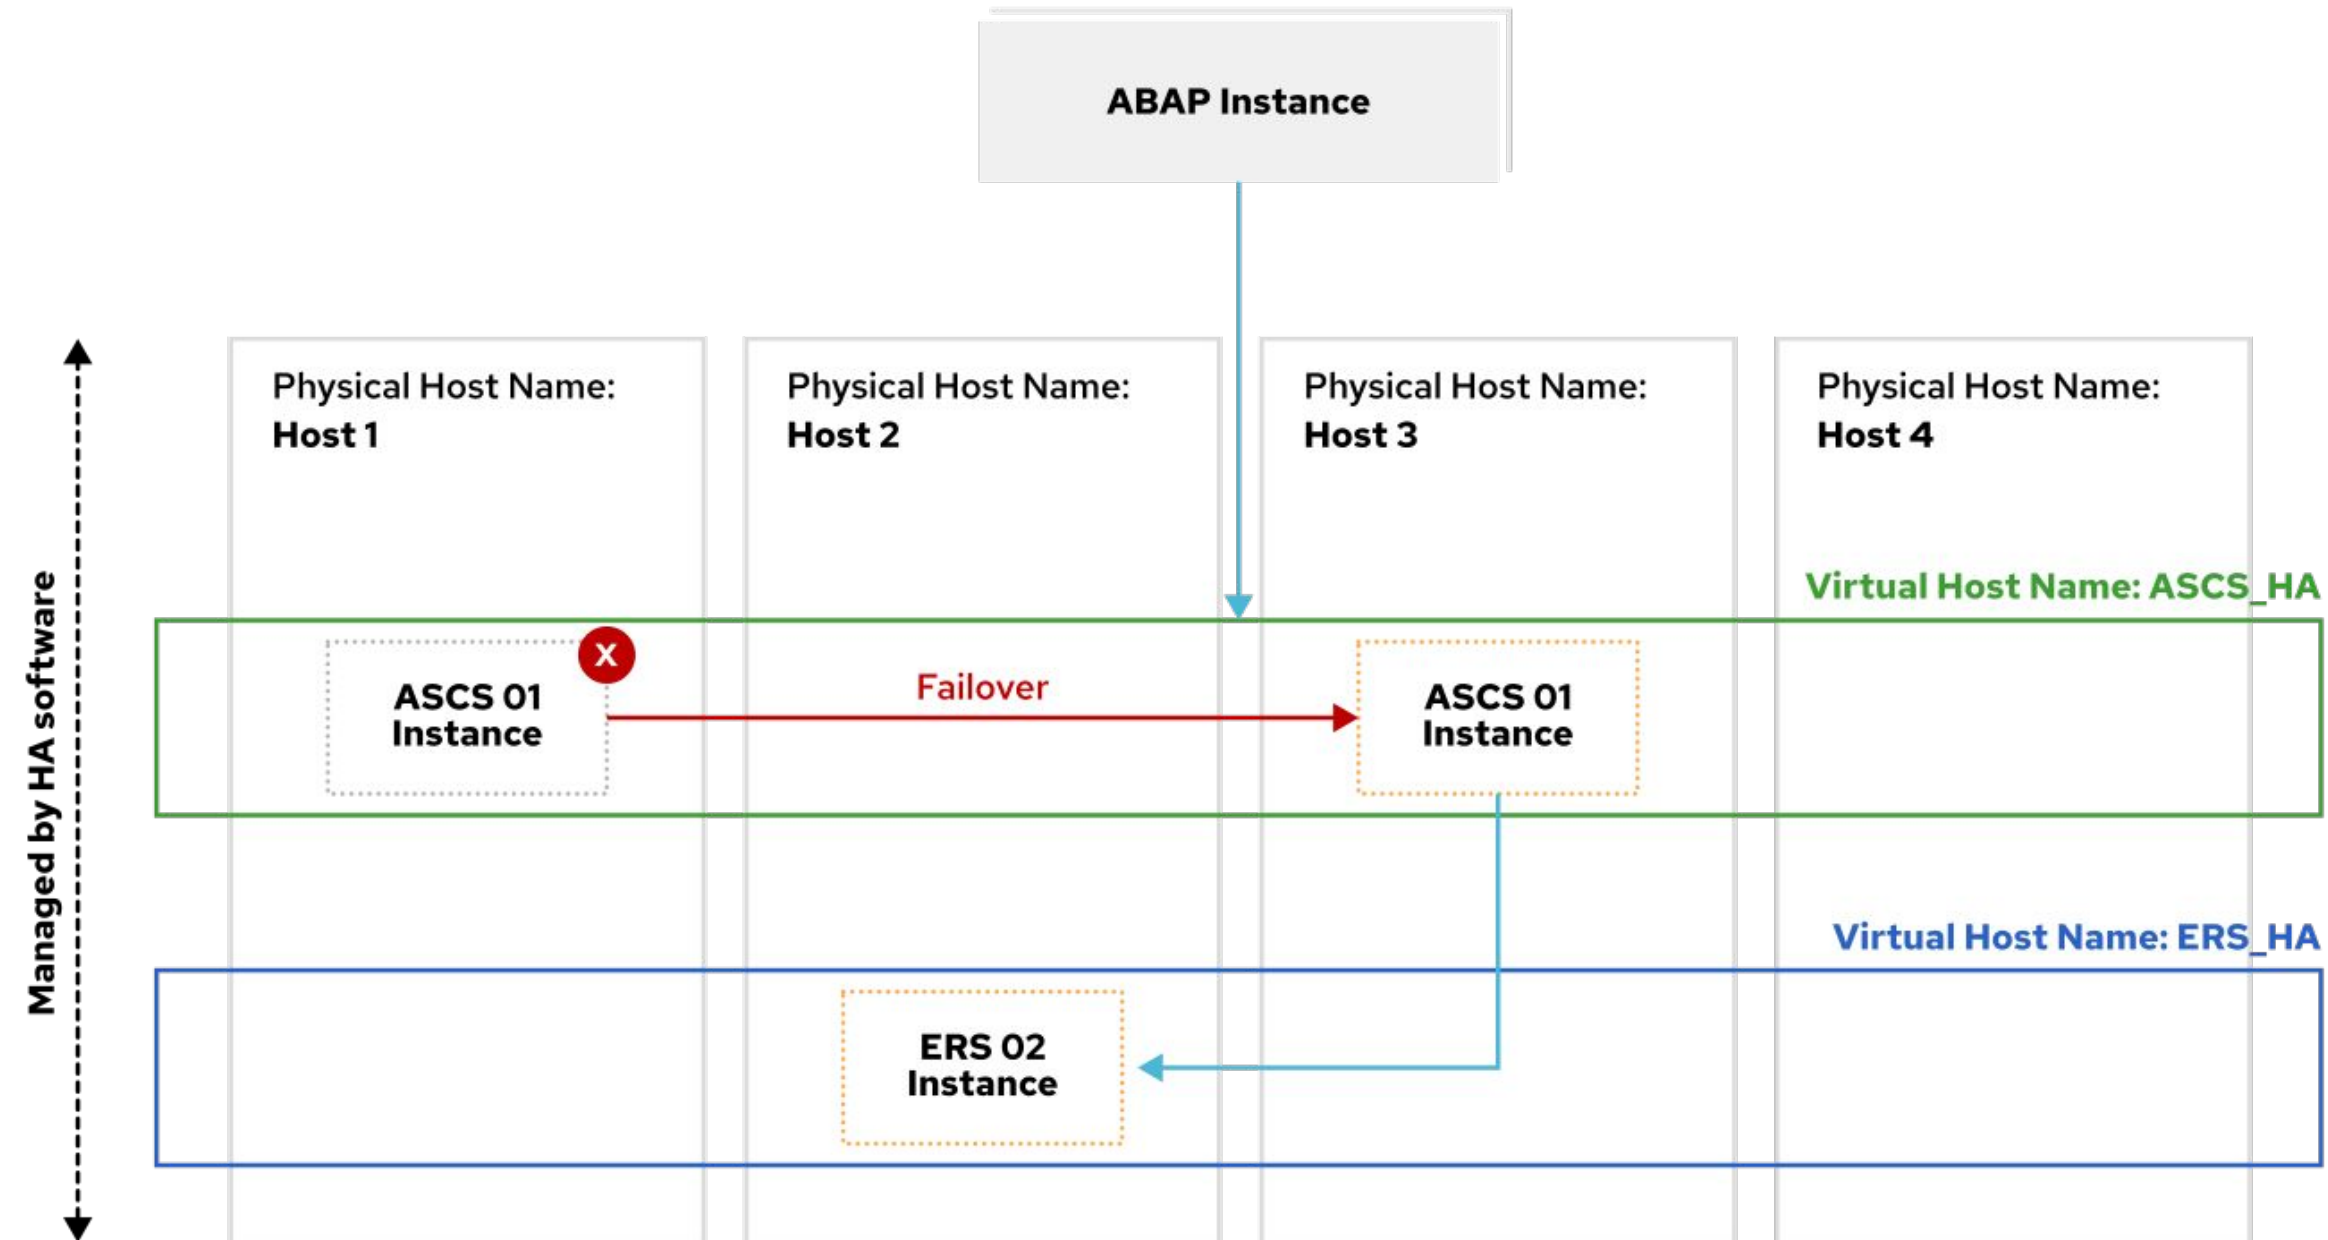 ABAP Instance
Physical Host Name:
Host 1
Physical Host Name:
Host 2
Physical Host Name:
Host 3
Physical Host Name:
Host 4
Managed by HA software
Virtual Host Name: ASCS_HA
ASCS 01
Instance
X
Failover
ASCS 01
Instance
Virtual Host Name: ERS_HA
ERS 02
Instance